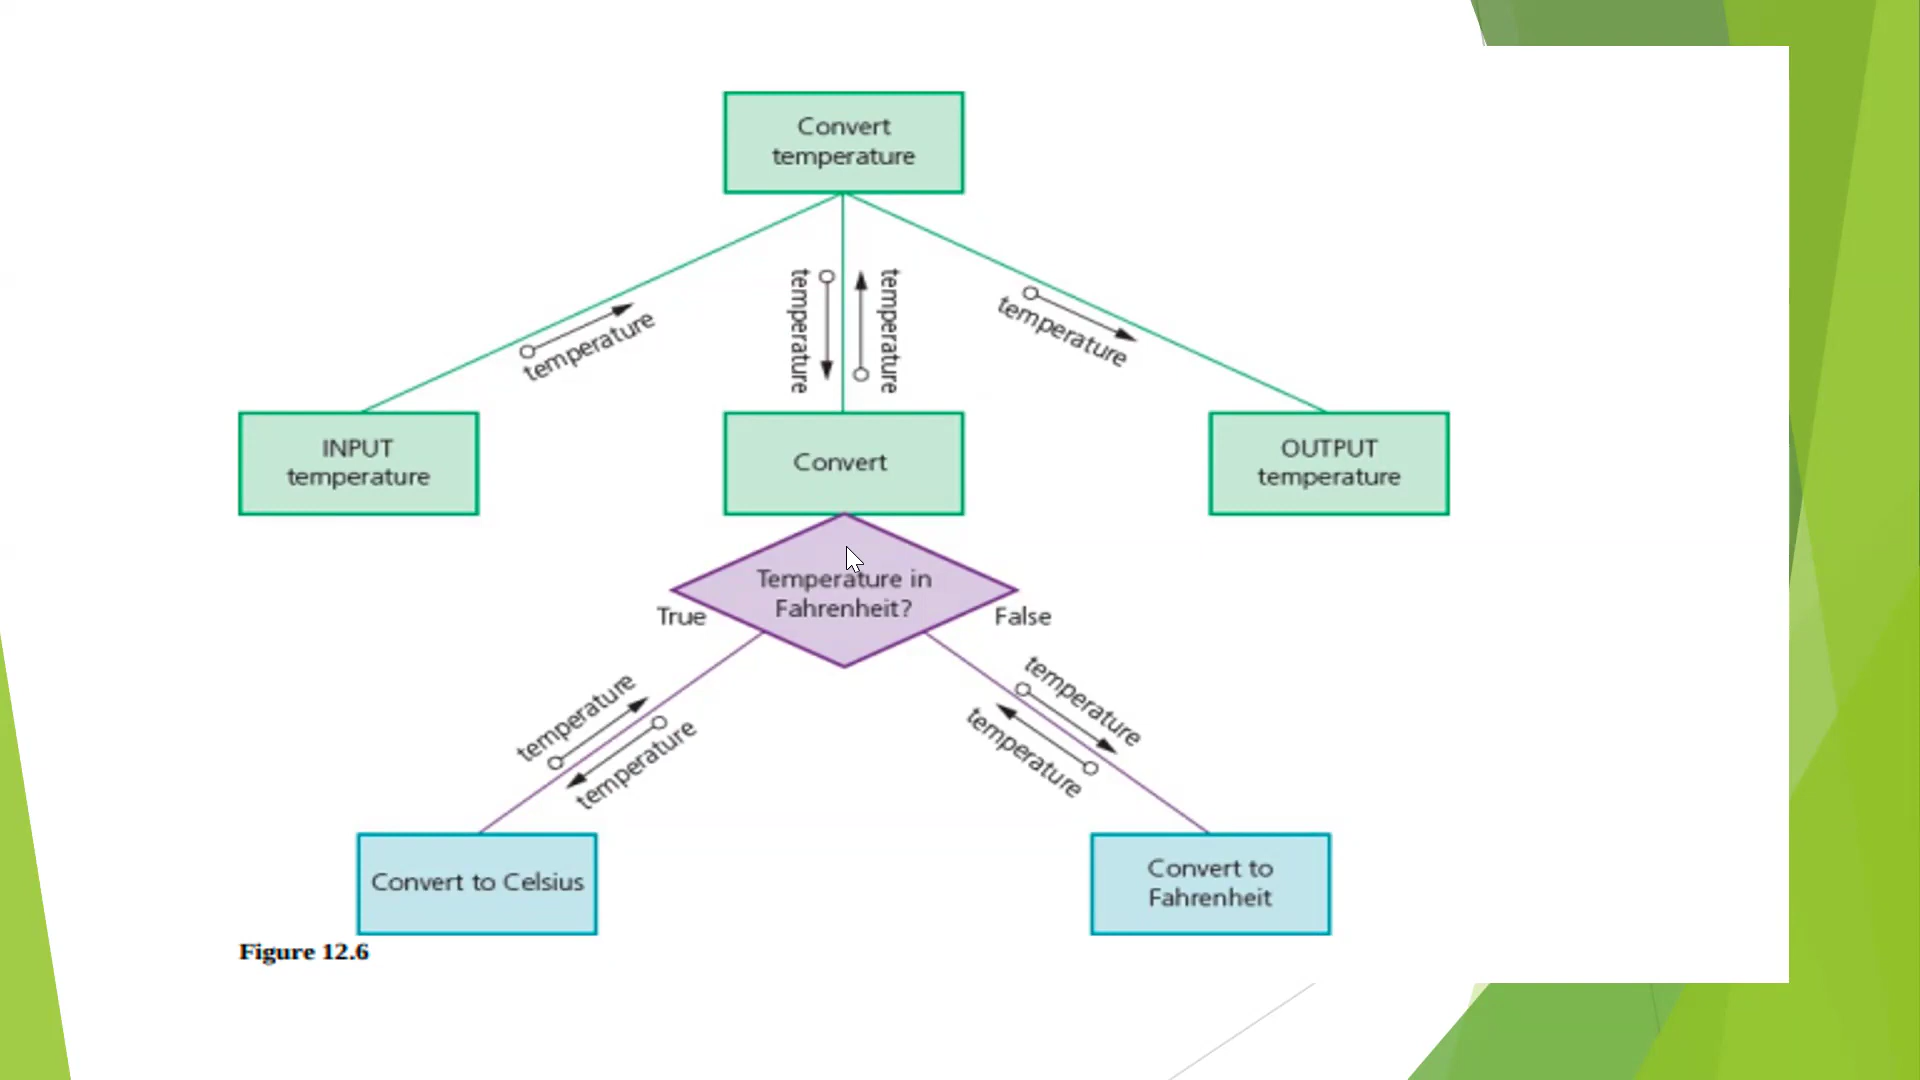 Convert
temperature
temperature
temperature
temperature
temperature
INPUT
temperature
Convert
OUTPUT
temperature
Temperature in
Fahrenheit?
True
False
temperature
temperature
temperature
temperature
Convert to Celsius
Convert to
Fahrenheit
Figure 12.6